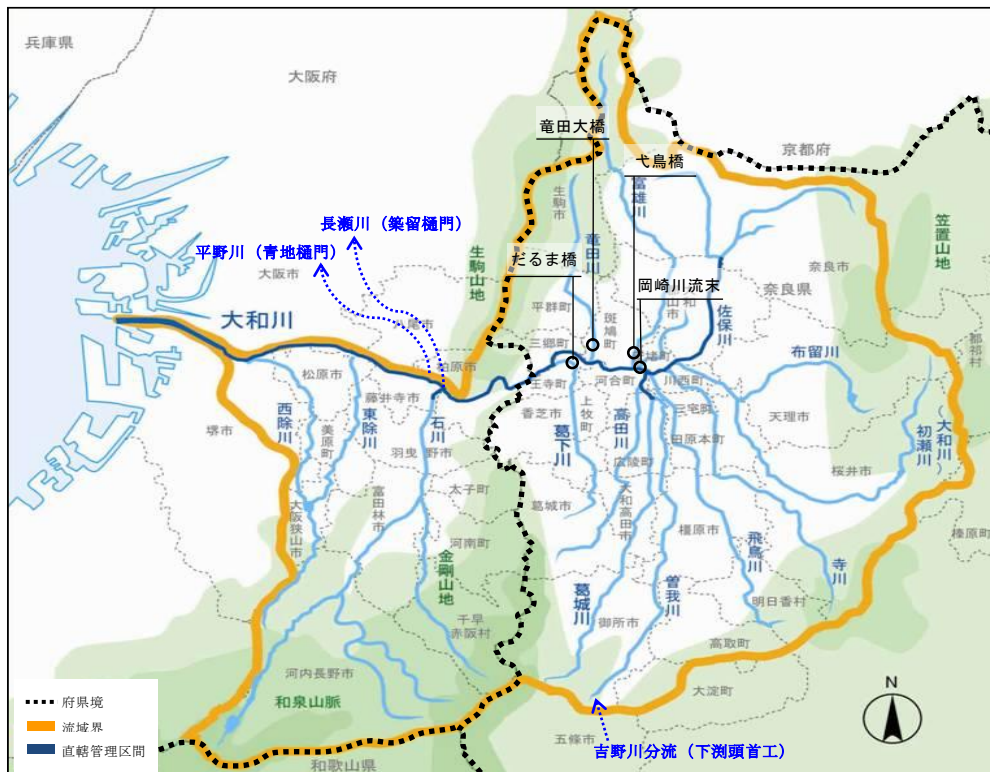 兵庫県
大阪府
竜田大橋
弋鳥橋
京都府
長瀬川（築留樋門）
平野川（青地樋門）
生駒市
富雄川
笠置山地
生駒山地
竜田川
だるま橋
岡崎川流末
大阪市
奈良市
奈良県
大和川
八尾市
平群町
斑鳩町
佐保川
三郷町
布留川
都祁村
松原市
柏原市
王寺町
河合町
川西町
藤井寺市
香芝市
上牧町
三宅町
天理市
西除川
東除川
石川
高田川
田原本町
（大和川）
初瀬川
堺市
美原町
羽曳野市
葛下川
広陵町
桜井市
太子町
富田林市
葛城市
大和高田市
橿原市
大阪狭山市
河南町
飛鳥川
寺川
榛原町
金剛山地
葛城川
曽我川
明日香村
千早
赤阪村
御所市
高取町
河内長野市
大淀町
和泉山脈
N
府県境
流域界
直轄管理区間
五條市
吉野川分流（下渕頭首工）
和歌山県